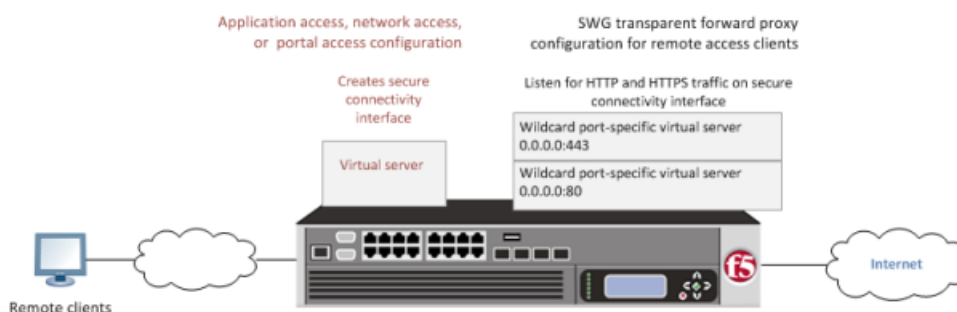 Application access, network access,
or portal access configuration
SWG transparent forward proxy
configuration for remote access clients
Creates secure
connectivity
interface
Listen for HTTP and HTTPS traffic on secure
connectivity interface
Virtual server
Wildcard port-specific virtual server
0.0.0.0:443
Wildcard port-specific virtual server
0.0.0.0:80
f5
Internet
Remote clients